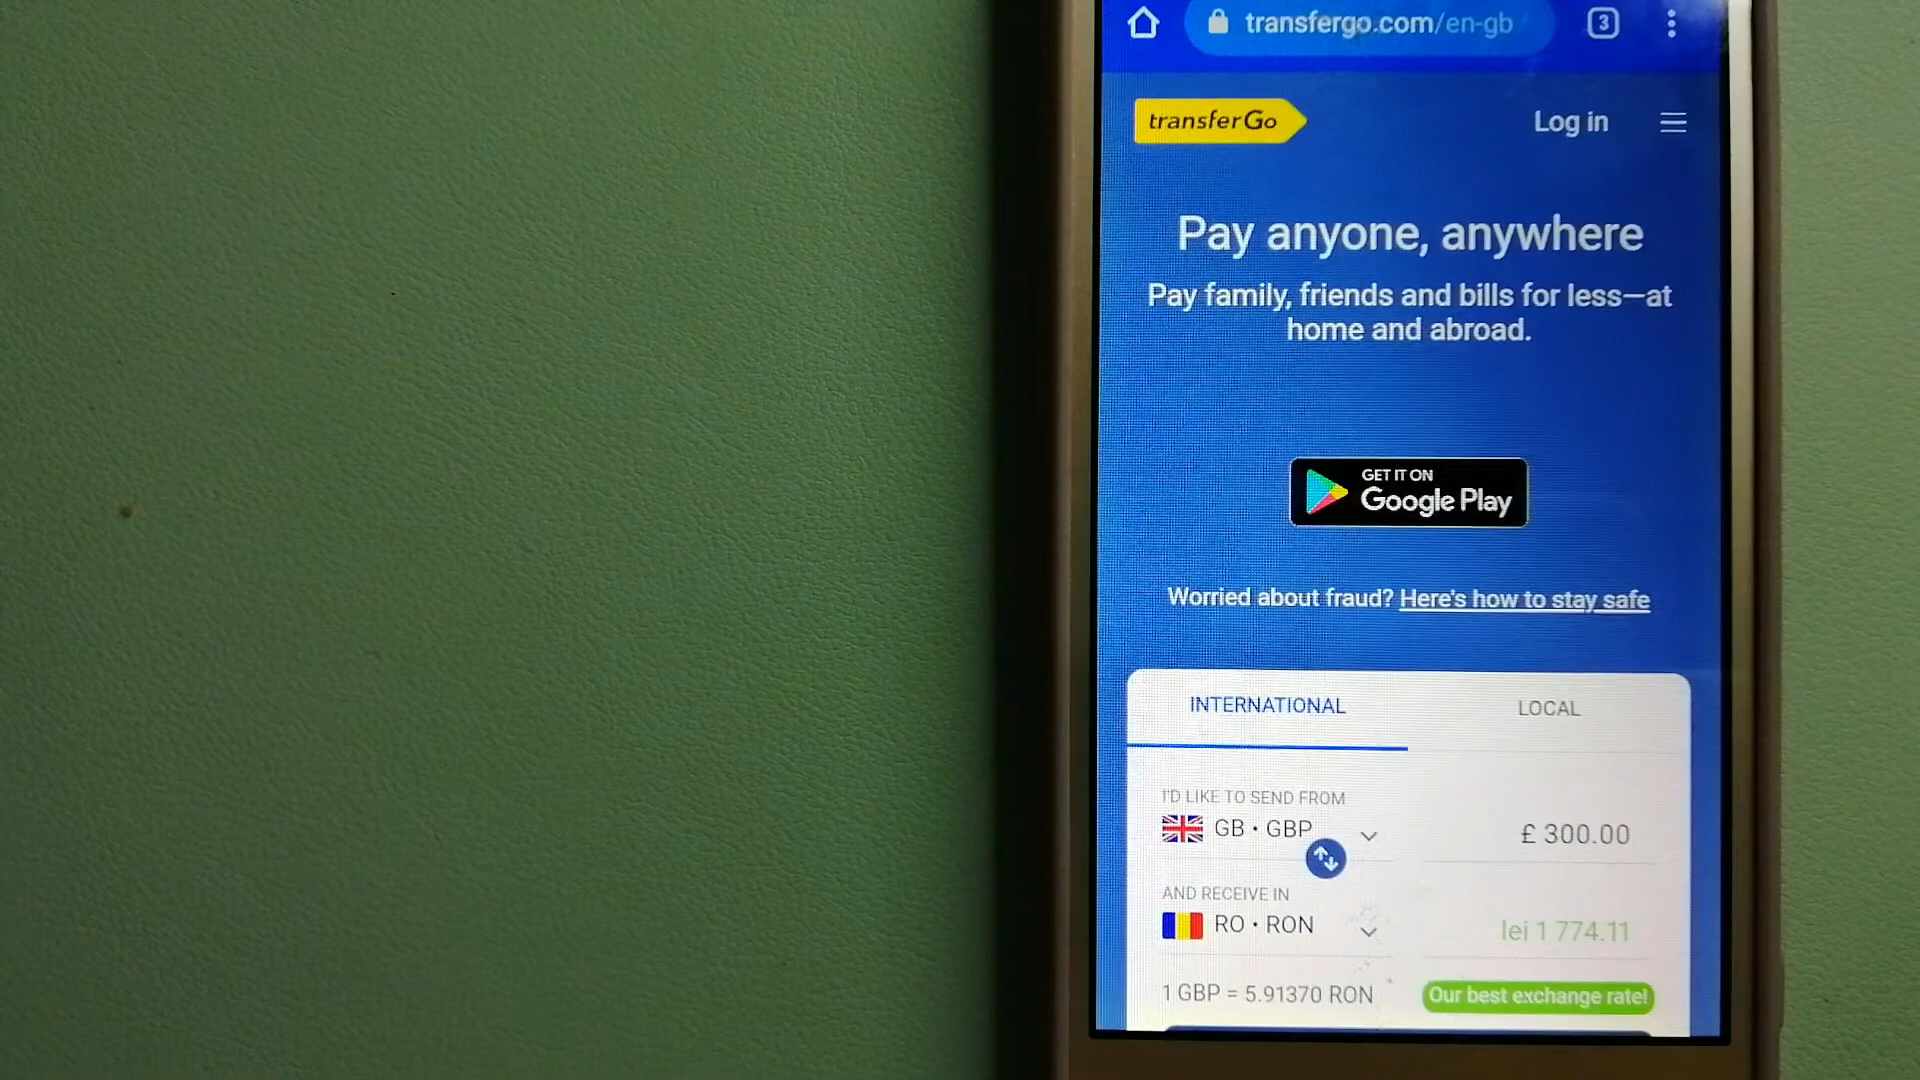 transfergo.com/en-gb
3
transferGo
Log in
Pay anyone, anywhere
Pay family, friends and bills for less—at
home and abroad.
GET IT ON
Google Play
Worried about fraud? Here's how to stay safe
INTERNATIONAL
LOCAL
I'D LIKE TO SEND FROM
GB • GBP
£ 300.00
AND RECEIVE IN
RO • RON
lei 1 774.11
1 GBP = 5.91370 RON
Our best exchange rate!